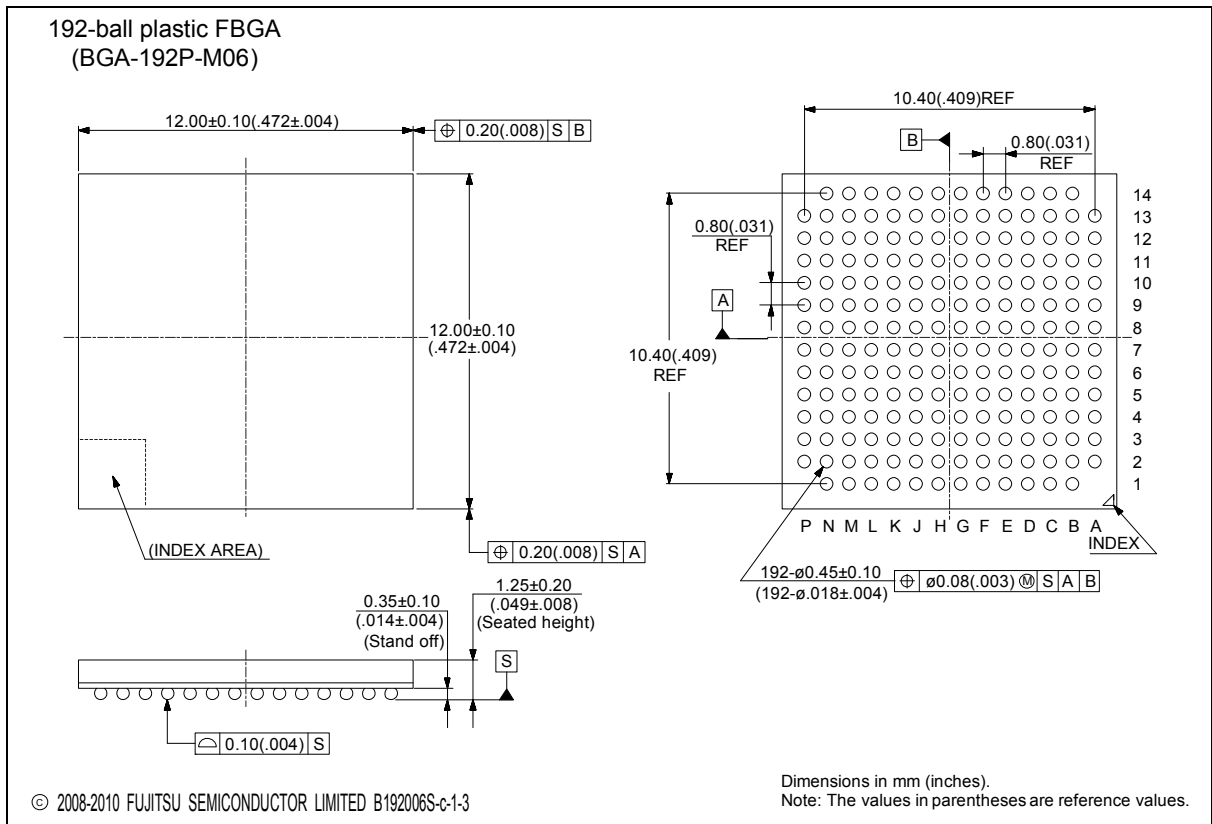 192-ball plastic FBGA
(BGA-192P-M06)
12.00±0.10(.472±.004)
⌖ 0.20(.008) S B
12.00±0.10
(.472±.004)
(INDEX AREA)
⌖ 0.20(.008) S A
10.40(.409)REF
B
0.80(.031)
REF
0.80(.031)
REF
A
10.40(.409)
REF
14
13
12
11
10
9
8
7
6
5
4
3
2
1
P N M L K J H G F E D C B A
INDEX
192-ø0.45±0.10
(192-ø.018±.004)
⌖ ø0.08(.003) Ⓜ S A B
0.35±0.10
(.014±.004)
(Stand off)
1.25±0.20
(.049±.008)
(Seated height)
S
⌓ 0.10(.004) S
© 2008-2010 FUJITSU SEMICONDUCTOR LIMITED B192006S-c-1-3
Dimensions in mm (inches).
Note: The values in parentheses are reference values.